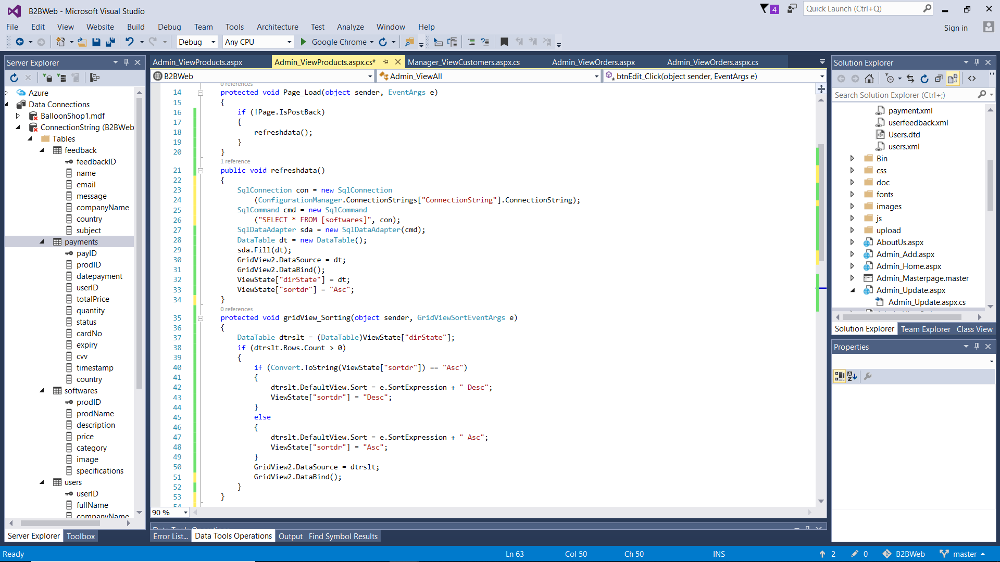 B2BWeb - Microsoft Visual Studio
4
Quick Launch (Ctrl+Q)
File Edit View Website Build Debug Team Tools Architecture Test Analyze Window Help
Sign in
Debug Any CPU Google Chrome
Server Explorer
Azure
Data Connections
BalloonShop1.mdf
ConnectionString (B2BWeb
Tables
feedback
feedbackID
name
email
message
companyName
country
subject
payments
payID
prodID
datepayment
userID
totalPrice
quantity
status
cardNo
expiry
cvv
timestamp
country
softwares
prodID
prodName
description
price
category
image
specifications
users
userID
fullName
companyName
Server Explorer Toolbox
Admin_ViewProducts.aspx Admin_ViewProducts.aspx.cs* Manager_ViewCustomers.aspx.cs Admin_ViewOrders.aspx Admin_ViewOrders.aspx.cs
B2BWeb Admin_ViewAll btnEdit_Click(object sender, EventArgs e)
0 references
14 protected void Page_Load(object sender, EventArgs e)
15 {
16 if (!Page.IsPostBack)
17 {
18 refreshdata();
19 }
20 }
1 reference
21 public void refreshdata()
22 {
23 SqlConnection con = new SqlConnection
24 (ConfigurationManager.ConnectionStrings["ConnectionString"].ConnectionString);
25 SqlCommand cmd = new SqlCommand
26 ("SELECT * FROM [softwares]", con);
27 SqlDataAdapter sda = new SqlDataAdapter(cmd);
28 DataTable dt = new DataTable();
29 sda.Fill(dt);
30 GridView2.DataSource = dt;
31 GridView2.DataBind();
32 ViewState["dirState"] = dt;
33 ViewState["sortdr"] = "Asc";
34 }
0 references
35 protected void gridView_Sorting(object sender, GridViewSortEventArgs e)
36 {
37 DataTable dtrslt = (DataTable)ViewState["dirState"];
38 if (dtrslt.Rows.Count > 0)
39 {
40 if (Convert.ToString(ViewState["sortdr"]) == "Asc")
41 {
42 dtrslt.DefaultView.Sort = e.SortExpression + " Desc";
43 ViewState["sortdr"] = "Desc";
44 }
45 else
46 {
47 dtrslt.DefaultView.Sort = e.SortExpression + " Asc";
48 ViewState["sortdr"] = "Asc";
49 }
50 GridView2.DataSource = dtrslt;
51 GridView2.DataBind();
52 }
53 }
54
90 %
Data Tools Operations
Error List... Data Tools Operations Output Find Symbol Results
Solution Explorer
Search Solution Explorer (Ctrl+;)
payment.xml
userfeedback.xml
Users.dtd
users.xml
Bin
css
doc
fonts
images
js
upload
AboutUs.aspx
Admin_Add.aspx
Admin_Home.aspx
Admin_Masterpage.master
Admin_Update.aspx
Admin_Update.aspx.cs
Solution Explorer Team Explorer Class View
Properties
Ready Ln 63 Col 50 Ch 50 INS 2 0 B2BWeb master